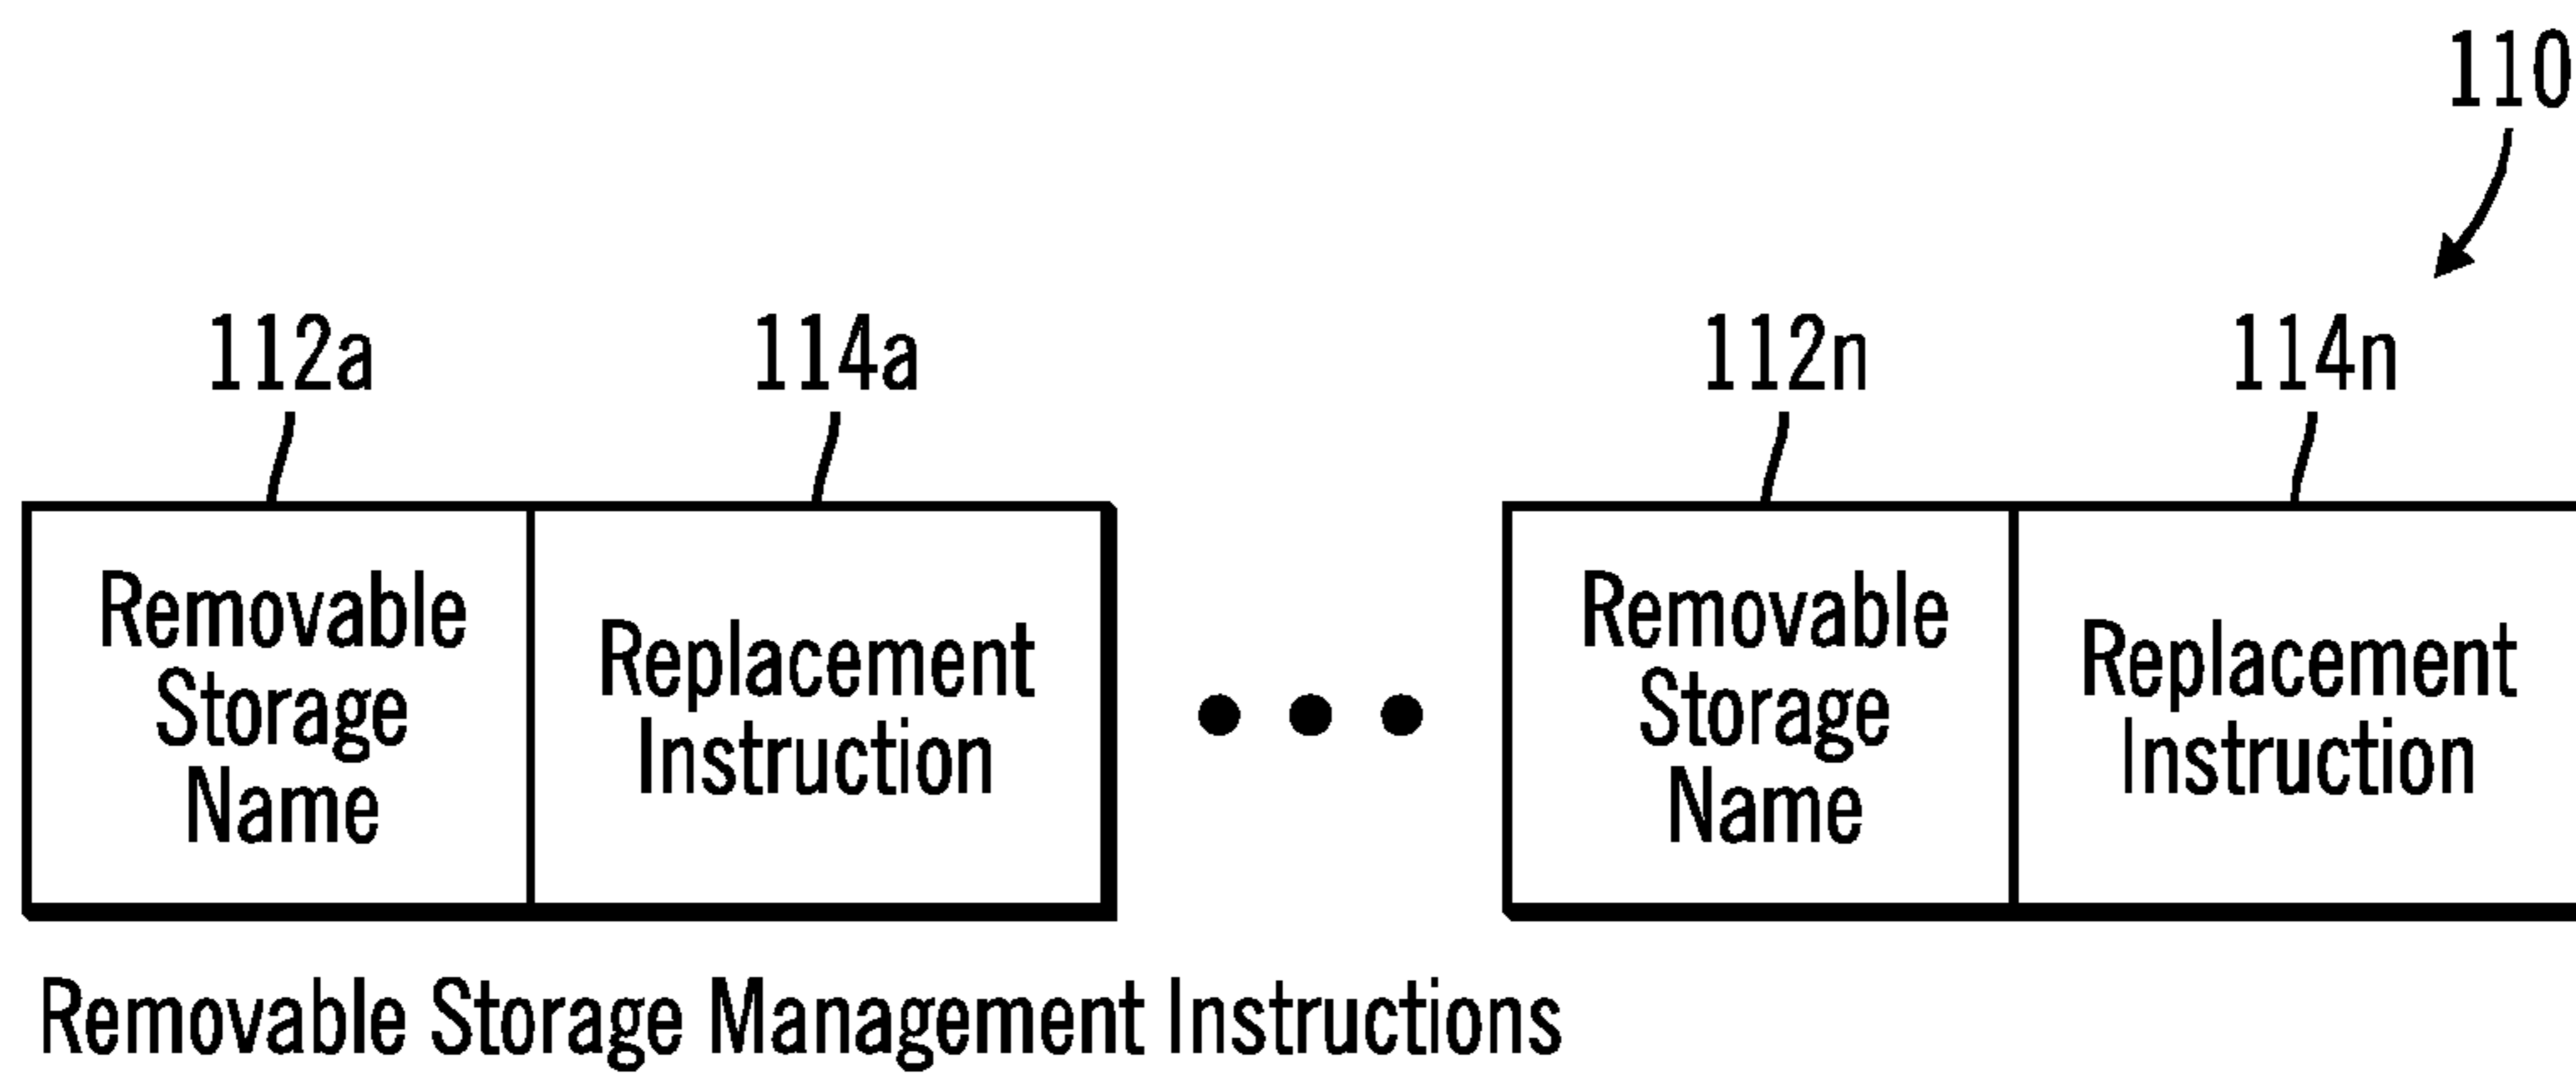 110
112a
114a
112n
114n
Removable
Storage
Name
Replacement
Instruction
Removable
Storage
Name
Replacement
Instruction
Removable Storage Management Instructions